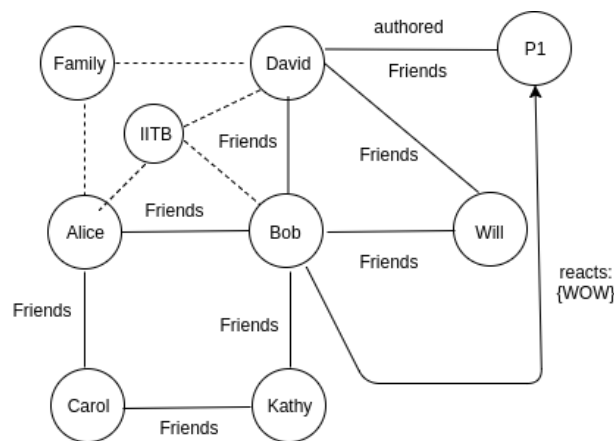 authored
Family
David
P1
Friends
IITB
Friends
Friends
Friends
Alice
Bob
Will
Friends
reacts:
{WOW}
Friends
Friends
Carol
Kathy
Friends